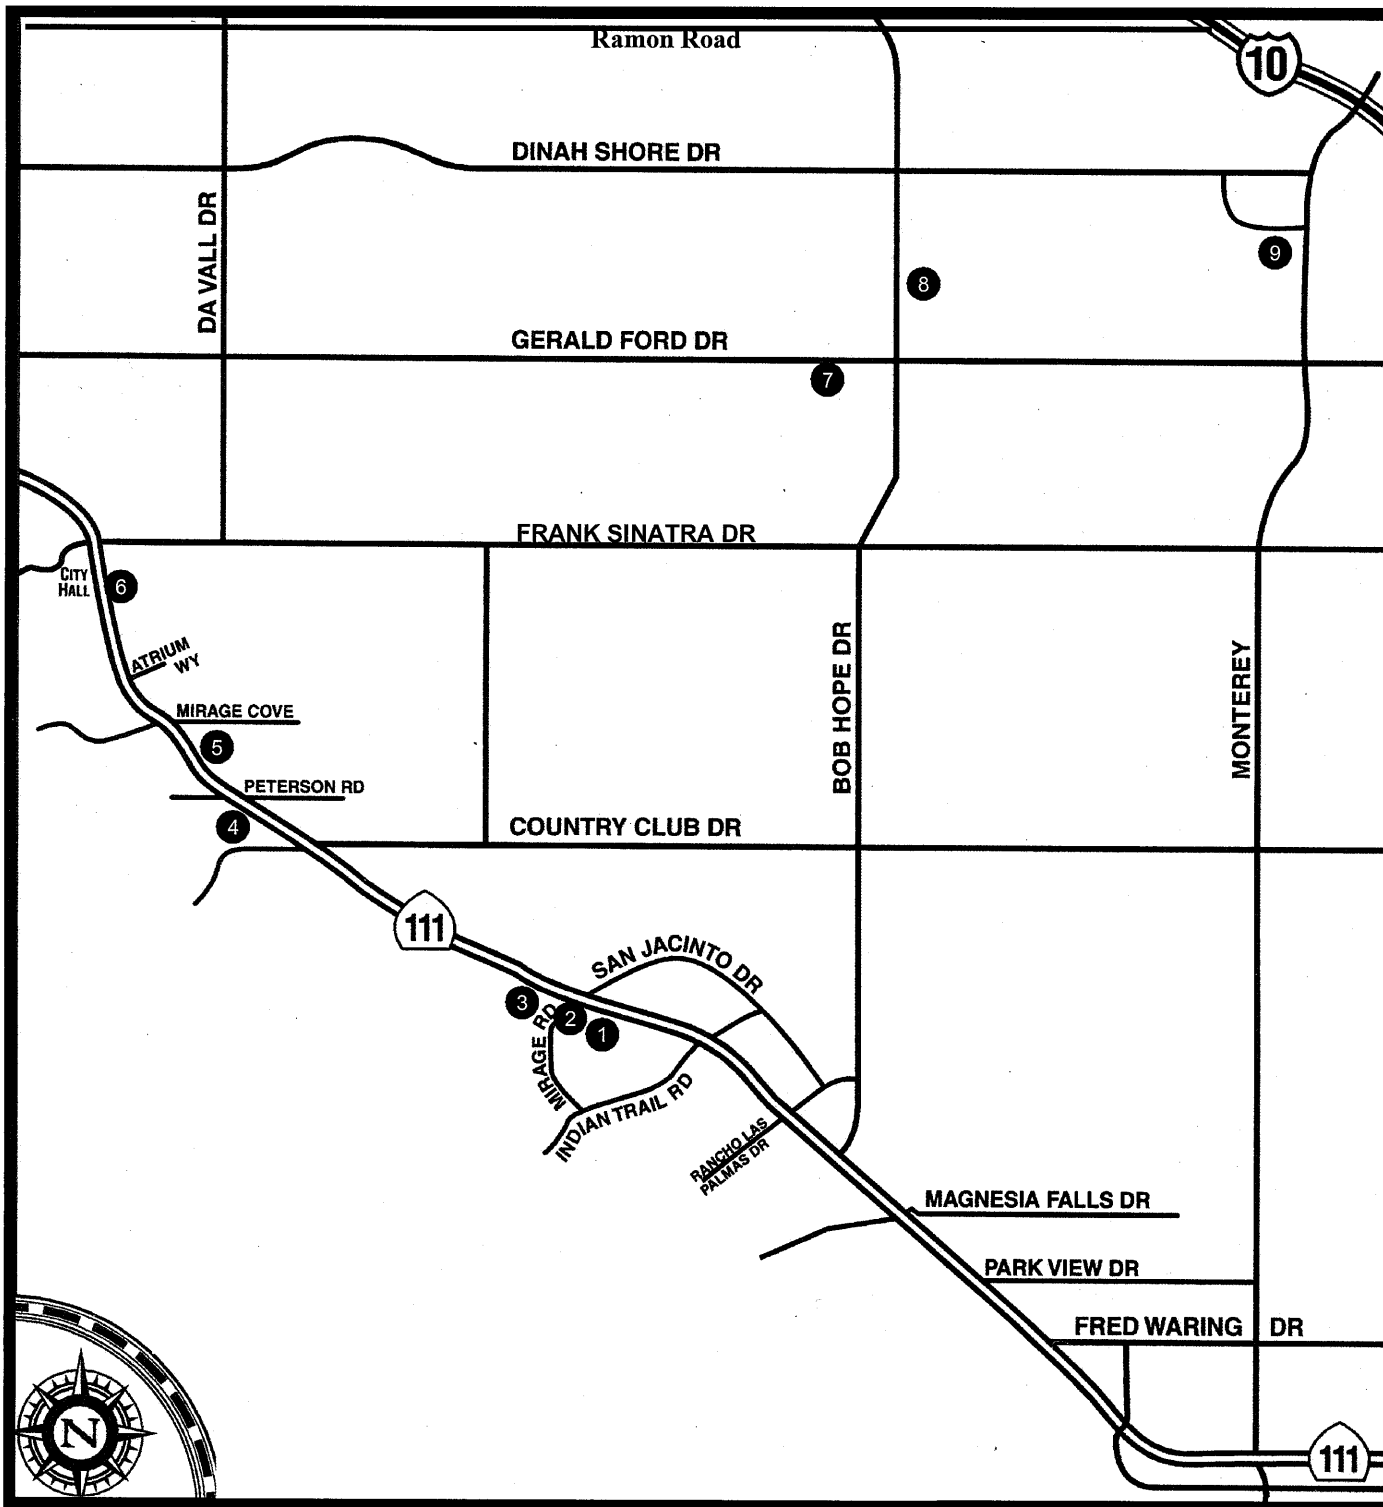 Ramon Road
10
DINAH SHORE DR
DA VALL DR
9
8
GERALD FORD DR
7
FRANK SINATRA DR
CITY
HALL
6
ATRIUM
WY
BOB HOPE DR
MONTEREY
MIRAGE COVE
5
PETERSON RD
4
COUNTRY CLUB DR
111
SAN JACINTO DR
3
2
1
MIRAGE RD
INDIAN TRAIL RD
RANCHO LAS
PALMAS DR
MAGNESIA FALLS DR
PARK VIEW DR
FRED WARING DR
N
111